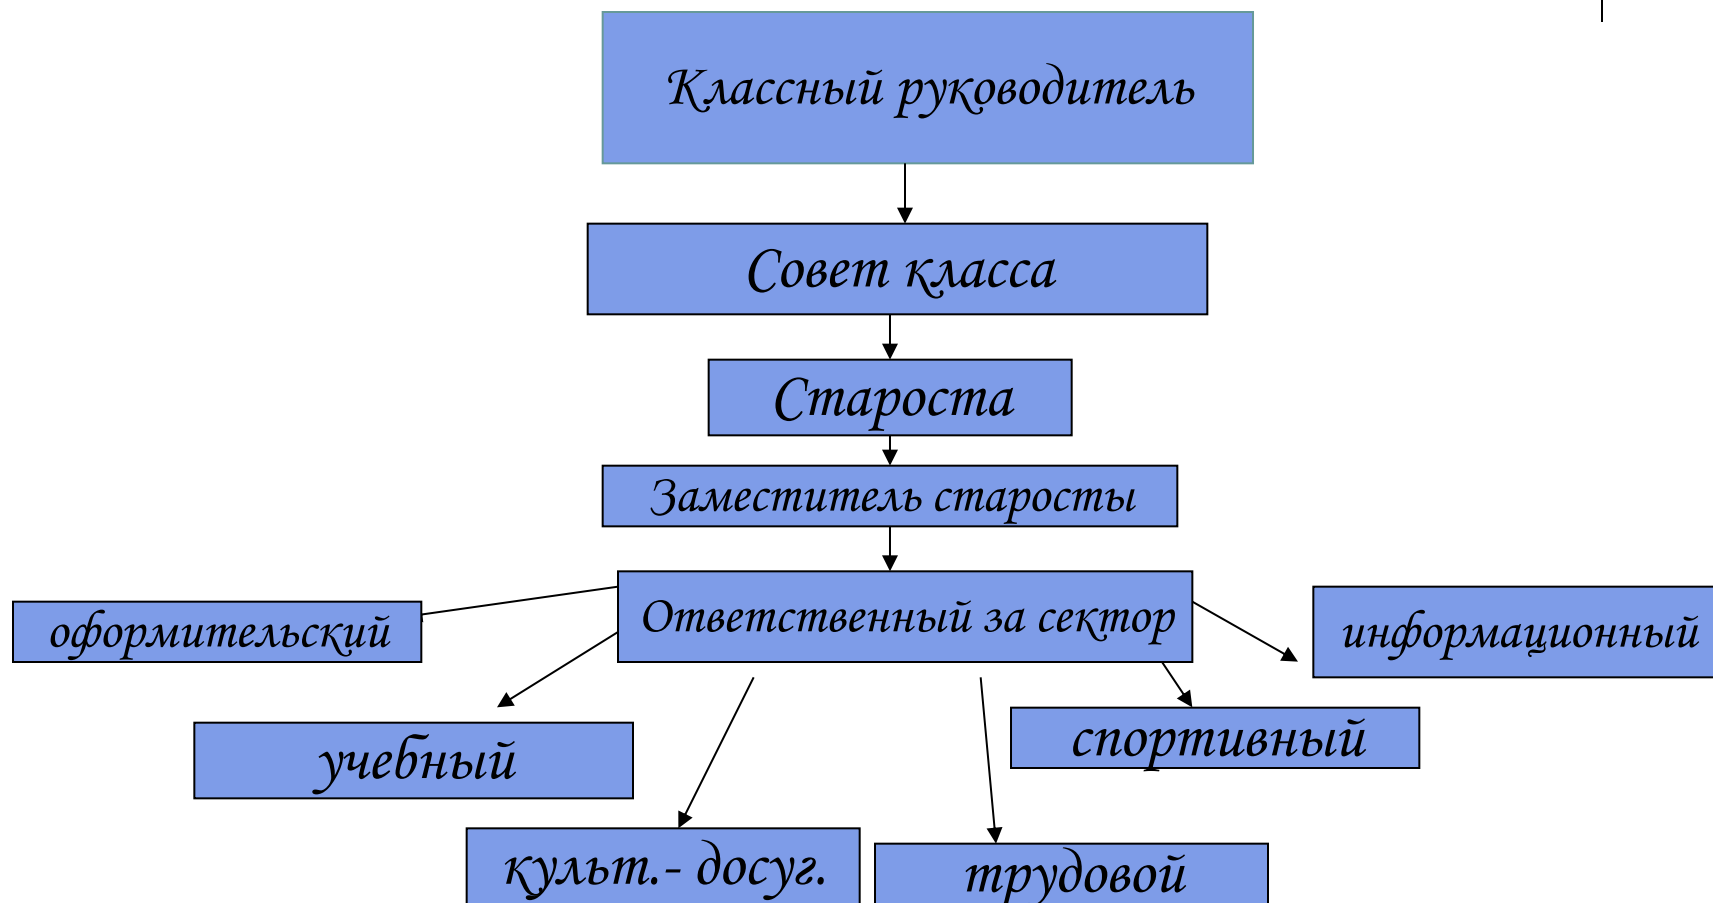 Классный руководитель
Совет класса
Староста
Заместитель старосты
Ответственный за сектор
оформительский
информационный
учебный
спортивный
культ.- досуг.
трудовой